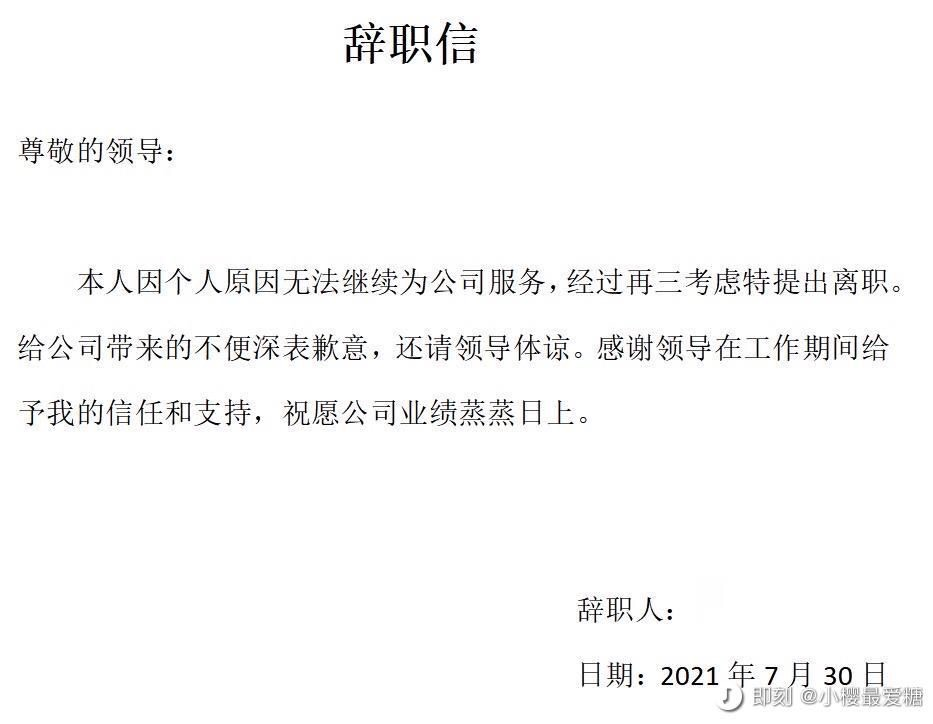 辞职信
尊敬的领导：
本人因个人原因无法继续为公司服务，经过再三考虑特提出离职。
给公司带来的不便深表歉意，还请领导体谅。感谢领导在工作期间给
予我的信任和支持，祝愿公司业绩蒸蒸日上。
辞职人：
日期：2021 年 7 月 30 日
即刻 @小樱最爱糖